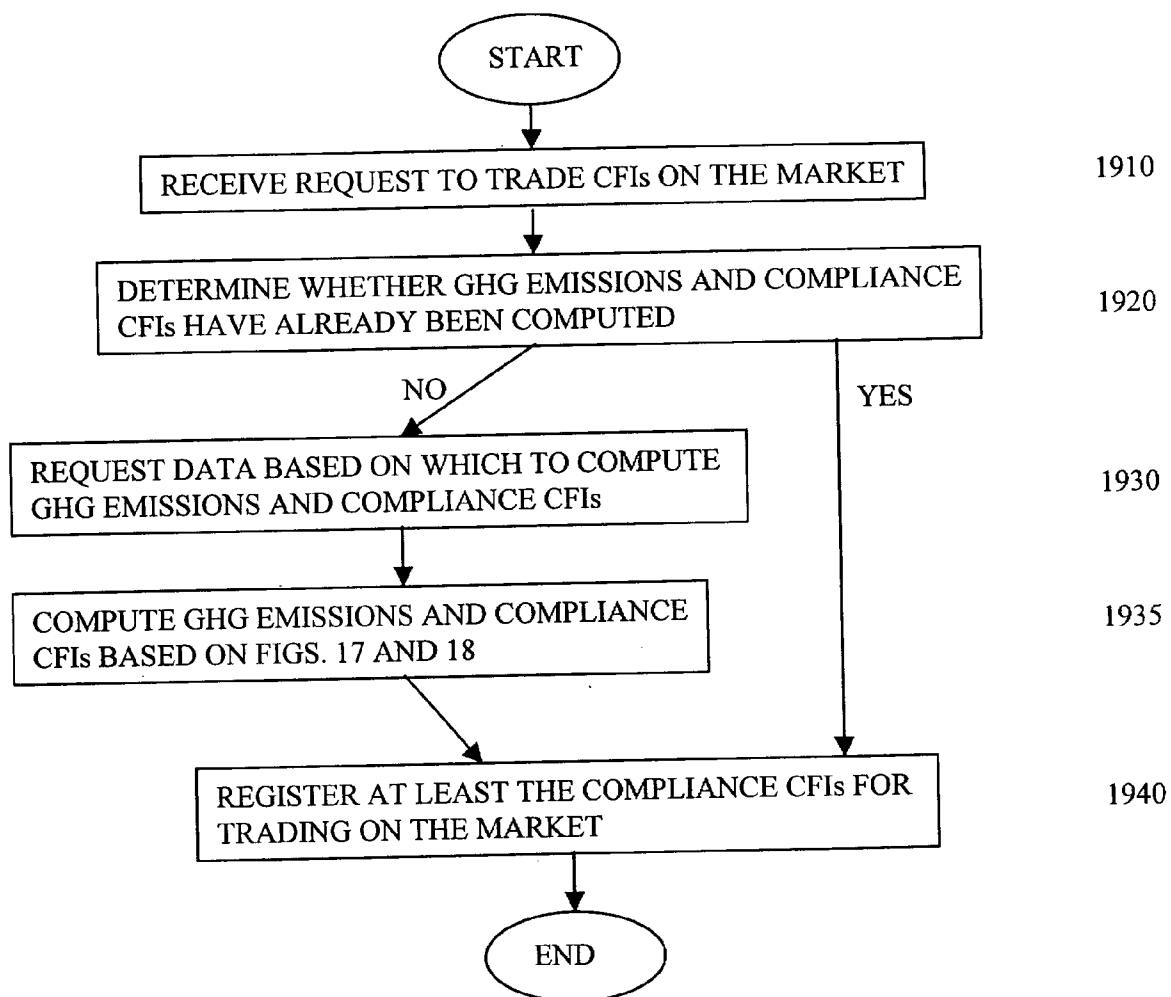 START
RECEIVE REQUEST TO TRADE CFIs ON THE MARKET
1910
DETERMINE WHETHER GHG EMISSIONS AND COMPLIANCE
CFIs HAVE ALREADY BEEN COMPUTED
1920
NO
YES
REQUEST DATA BASED ON WHICH TO COMPUTE
GHG EMISSIONS AND COMPLIANCE CFIs
1930
COMPUTE GHG EMISSIONS AND COMPLIANCE
CFIs BASED ON FIGS. 17 AND 18
1935
REGISTER AT LEAST THE COMPLIANCE CFIs FOR
TRADING ON THE MARKET
1940
END